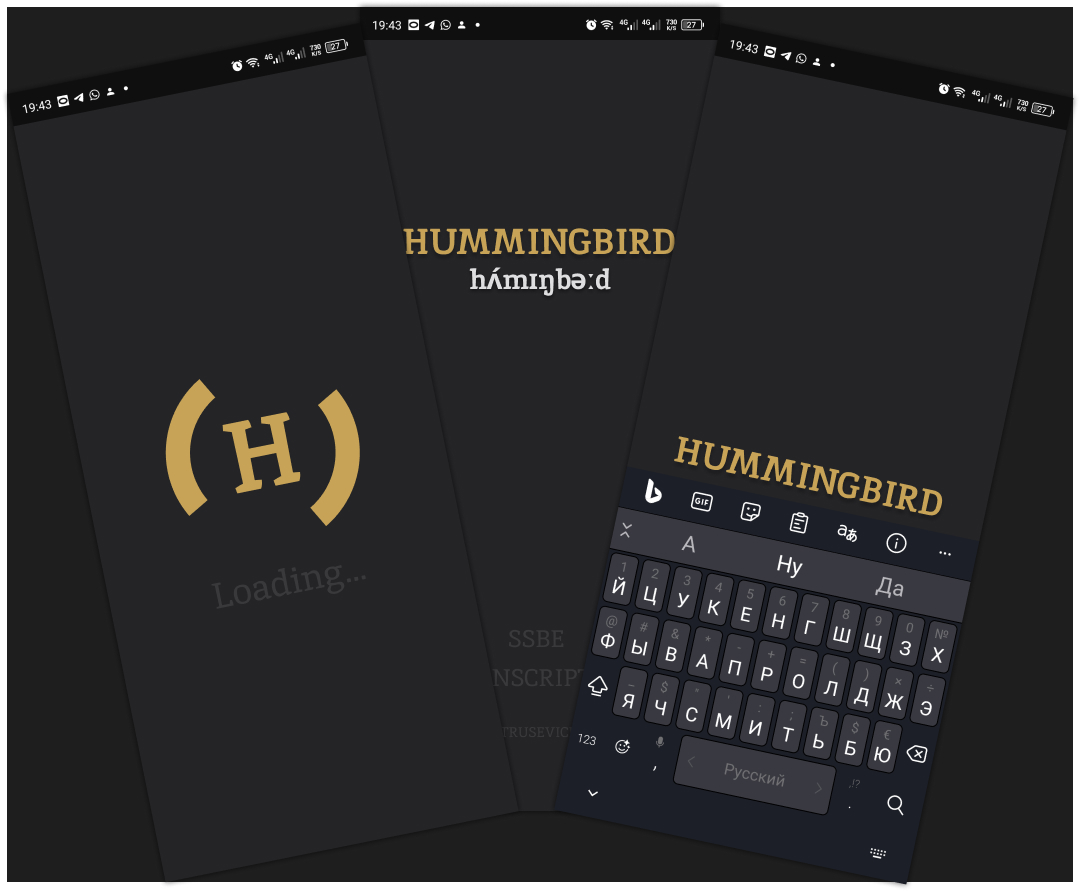 19:43
4G 4G 730 K/S 27
(H)
Loading...
19:43
4G 4G 730 K/S 27
HUMMINGBIRD
hʌ́mɪŋbəːd
SSBE
NSCRIP
TRUSEVIC
19:43
4G 4G 730 K/S 27
HUMMINGBIRD
GIF aあ ...
А Ну Да
1 2 3 4 5 6 7 8 9 0 №
Й Ц У К Е Н Г Ш Щ З Х
@ # & * - + = ( ) × ÷
Ф Ы В А П Р О Л Д Ж Э
_ $ " ' : ; Ъ $ €
Я Ч С М И Т Ь Б Ю
123 , Русский ,!? .